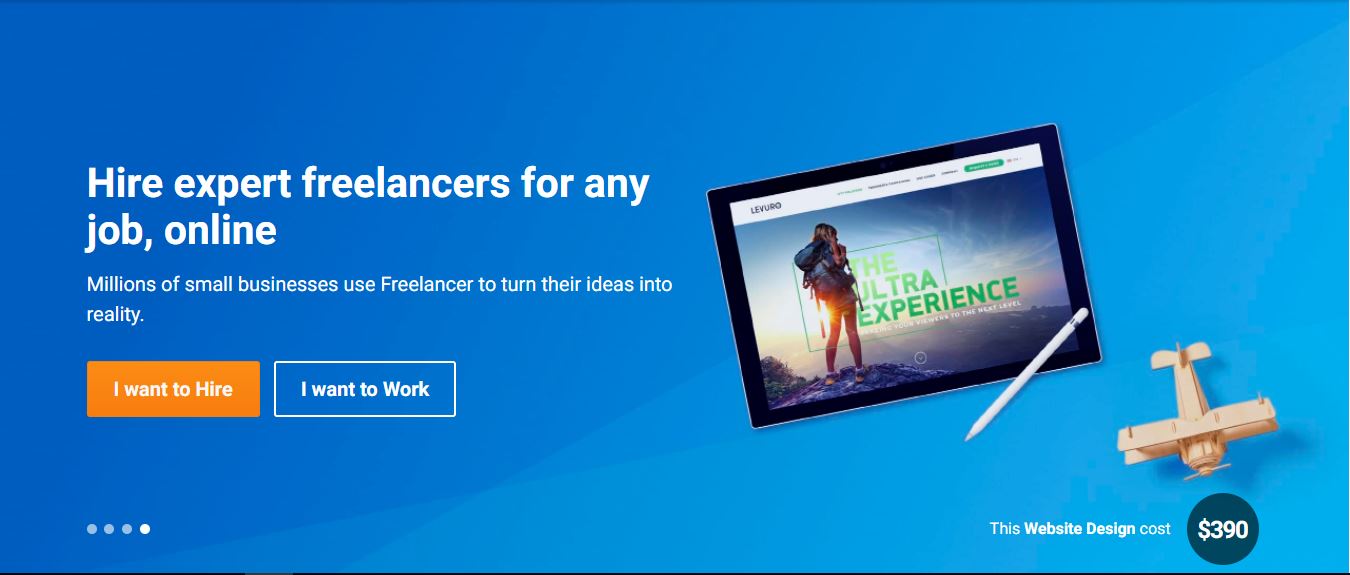 Hire expert freelancers for any
job, online
Millions of small businesses use Freelancer to turn their ideas into
reality.
I want to Hire
I want to Work
LEVURO
THE
ULTRA
EXPERIENCE
YOUR VIEWERS TO THE NEXT LEVEL
This Website Design cost
$390